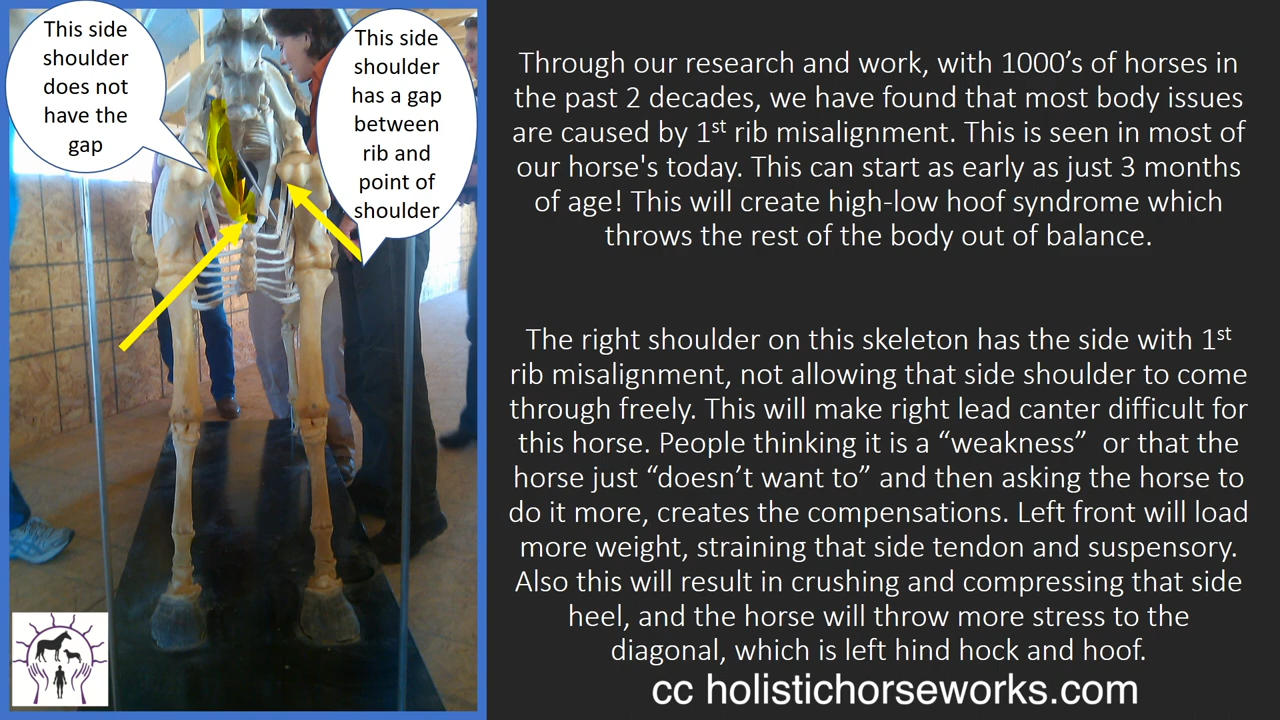 This side
shoulder
does not
have the
gap
This side
shoulder
has a gap
between
rib and
point of
shoulder
Through our research and work, with 1000’s of horses in
the past 2 decades, we have found that most body issues
are caused by 1st rib misalignment. This is seen in most of
our horse's today. This can start as early as just 3 months
of age! This will create high-low hoof syndrome which
throws the rest of the body out of balance.
The right shoulder on this skeleton has the side with 1st
rib misalignment, not allowing that side shoulder to come
through freely. This will make right lead canter difficult for
this horse. People thinking it is a “weakness” or that the
horse just “doesn’t want to” and then asking the horse to
do it more, creates the compensations. Left front will load
more weight, straining that side tendon and suspensory.
Also this will result in crushing and compressing that side
heel, and the horse will throw more stress to the
diagonal, which is left hind hock and hoof.
cc holistichorseworks.com